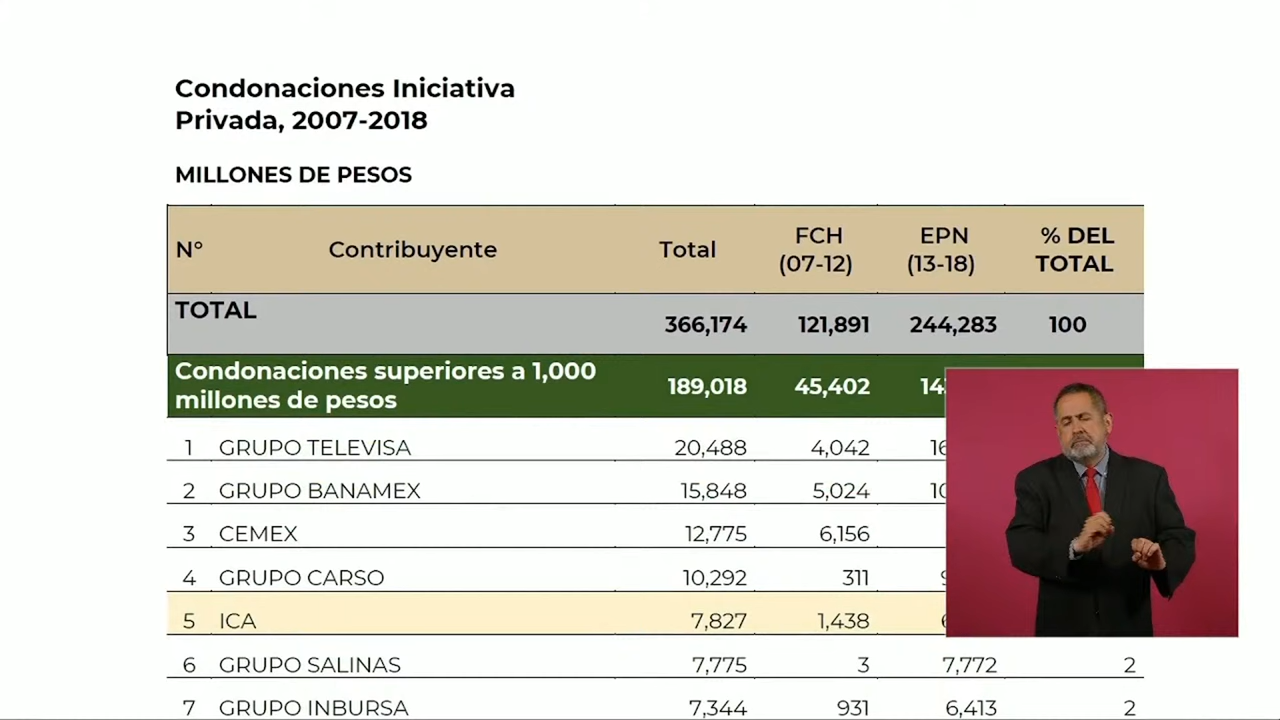 Condonaciones Iniciativa
Privada, 2007-2018
MILLONES DE PESOS
N° Contribuyente Total FCH (07-12) EPN (13-18) % DEL TOTAL
TOTAL 366,174 121,891 244,283 100
Condonaciones superiores a 1,000
millones de pesos 189,018 45,402
1 GRUPO TELEVISA 20,488 4,042
2 GRUPO BANAMEX 15,848 5,024
3 CEMEX 12,775 6,156
4 GRUPO CARSO 10,292 311
5 ICA 7,827 1,438
6 GRUPO SALINAS 7,775 3 7,772 2
7 GRUPO INBURSA 7,344 931 6,413 2